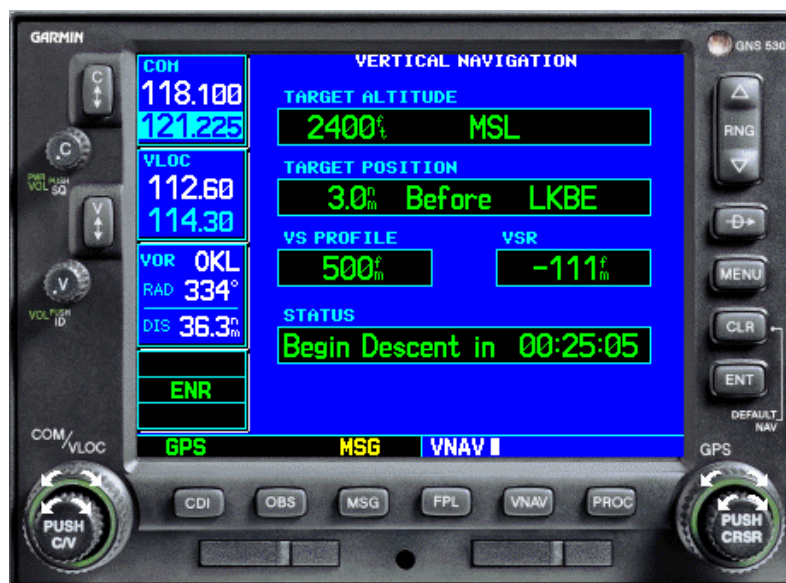 GARMIN
GNS 530
COM
118.100
121.225
VLOC
112.60
114.30
VOR OKL
RAD 334°
DIS 36.3nm
ENR
GPS
MSG
VNAV
VERTICAL NAVIGATION
TARGET ALTITUDE
2400ft MSL
TARGET POSITION
3.0nm Before LKBE
VS PROFILE
VSR
500fm
-111fm
STATUS
Begin Descent in 00:25:05
C
.C
PWR VOL PUSH SQ
V
.V
VOL PUSH ID
COM/VLOC
PUSH C/V
RNG
D
MENU
CLR
ENT
DEFAULT NAV
GPS
PUSH CRSR
CDI
OBS
MSG
FPL
VNAV
PROC